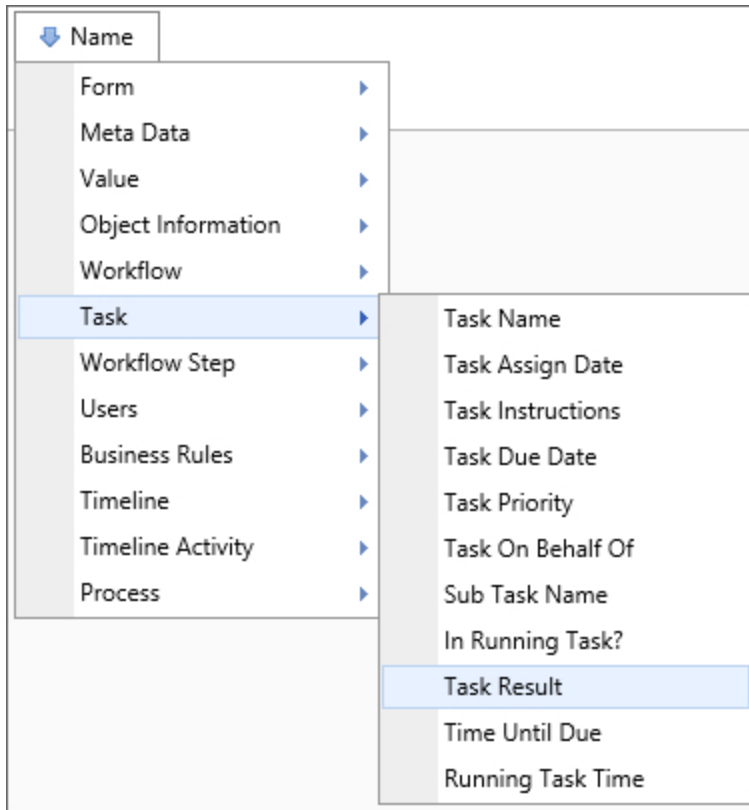 Name
Form
Meta Data
Value
Object Information
Workflow
Task
Workflow Step
Users
Business Rules
Timeline
Timeline Activity
Process
Task Name
Task Assign Date
Task Instructions
Task Due Date
Task Priority
Task On Behalf Of
Sub Task Name
In Running Task?
Task Result
Time Until Due
Running Task Time